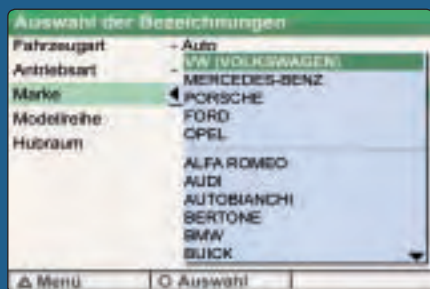 Auswahl der Bezeichnungen
Fahrzeugart - Auto
Antriebsart -
Marke
Modellreihe
Hubraum
VW (VOLKSWAGEN)
MERCEDES-BENZ
PORSCHE
FORD
OPEL
ALFA ROMEO
AUDI
AUTOBIANCHI
BERTONE
BMW
BUICK
Menü
Auswahl